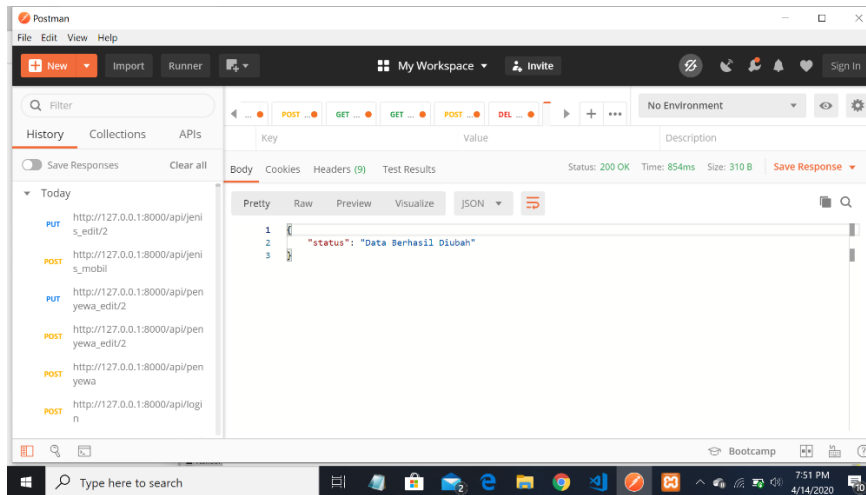 Postman
File Edit View Help
New Import Runner My Workspace Invite Sign In
Filter
History Collections APIs
Save Responses Clear all
Today
PUT http://127.0.0.1:8000/api/jeni
s_edit/2
POST http://127.0.0.1:8000/api/jeni
s_mobil
PUT http://127.0.0.1:8000/api/pen
yewa_edit/2
POST http://127.0.0.1:8000/api/pen
yewa_edit/2
POST http://127.0.0.1:8000/api/pen
yewa
POST http://127.0.0.1:8000/api/logi
n
... POST ... GET ... GET ... POST ... DEL ... + ••• No Environment
Key Value Description
Body Cookies Headers (9) Test Results Status: 200 OK Time: 854ms Size: 310 B Save Response
Pretty Raw Preview Visualize JSON
1 {
2 "status": "Data Berhasil Diubah"
3 }
Bootcamp
Type here to search
7:51 PM
4/14/2020